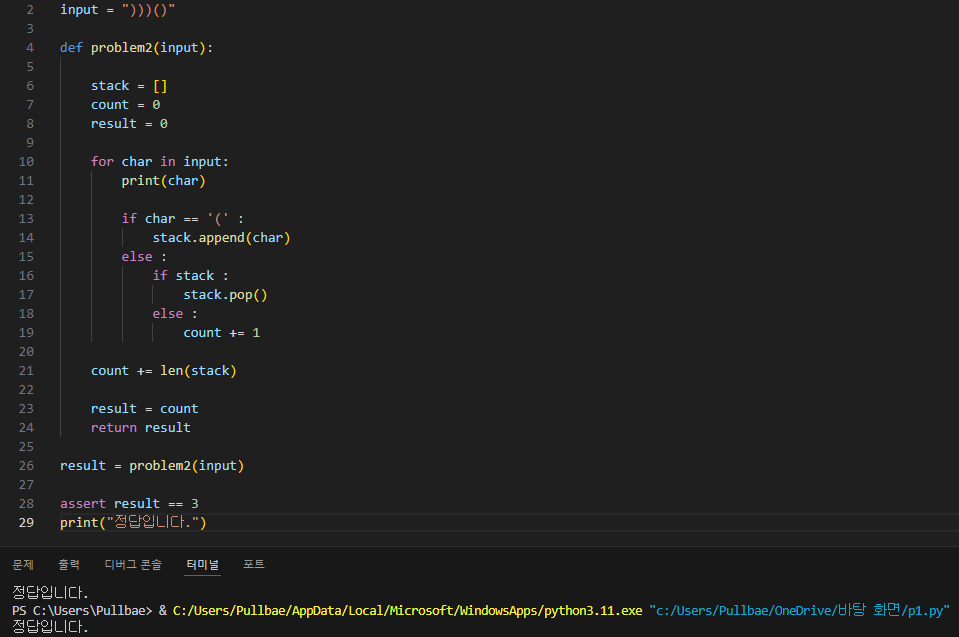 2 input = ")))()"
3
4 def problem2(input):
5
6 stack = []
7 count = 0
8 result = 0
9
10 for char in input:
11 print(char)
12
13 if char == '(' :
14 stack.append(char)
15 else :
16 if stack :
17 stack.pop()
18 else :
19 count += 1
20
21 count += len(stack)
22
23 result = count
24 return result
25
26 result = problem2(input)
27
28 assert result == 3
29 print("정답입니다.")
문제 출력 디버그 콘솔 터미널 포트
정답입니다.
PS C:\Users\Pullbae> & C:/Users/Pullbae/AppData/Local/Microsoft/WindowsApps/python3.11.exe "c:/Users/Pullbae/OneDrive/바탕 화면/p1.py"
정답입니다.